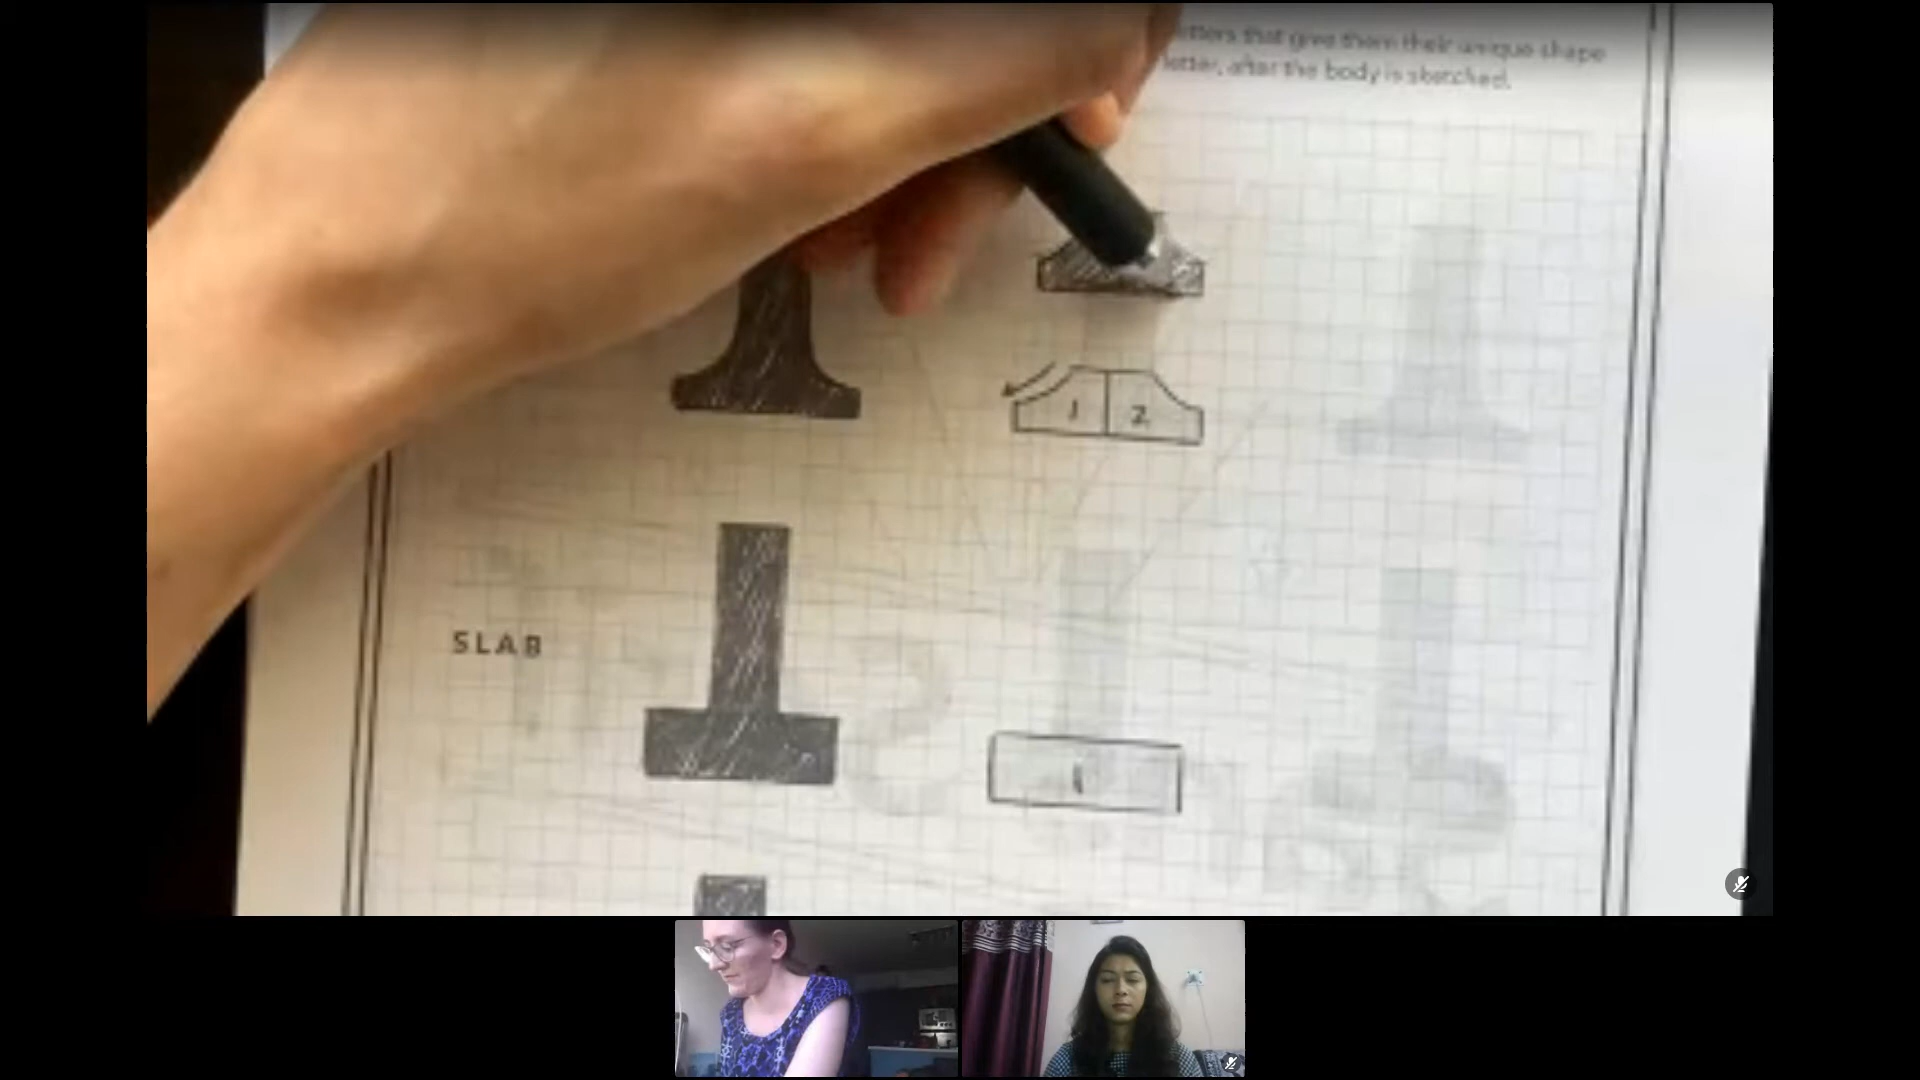 letters that give them their unique shape
letter, after the body is sketched.
1 2
SLAB
1